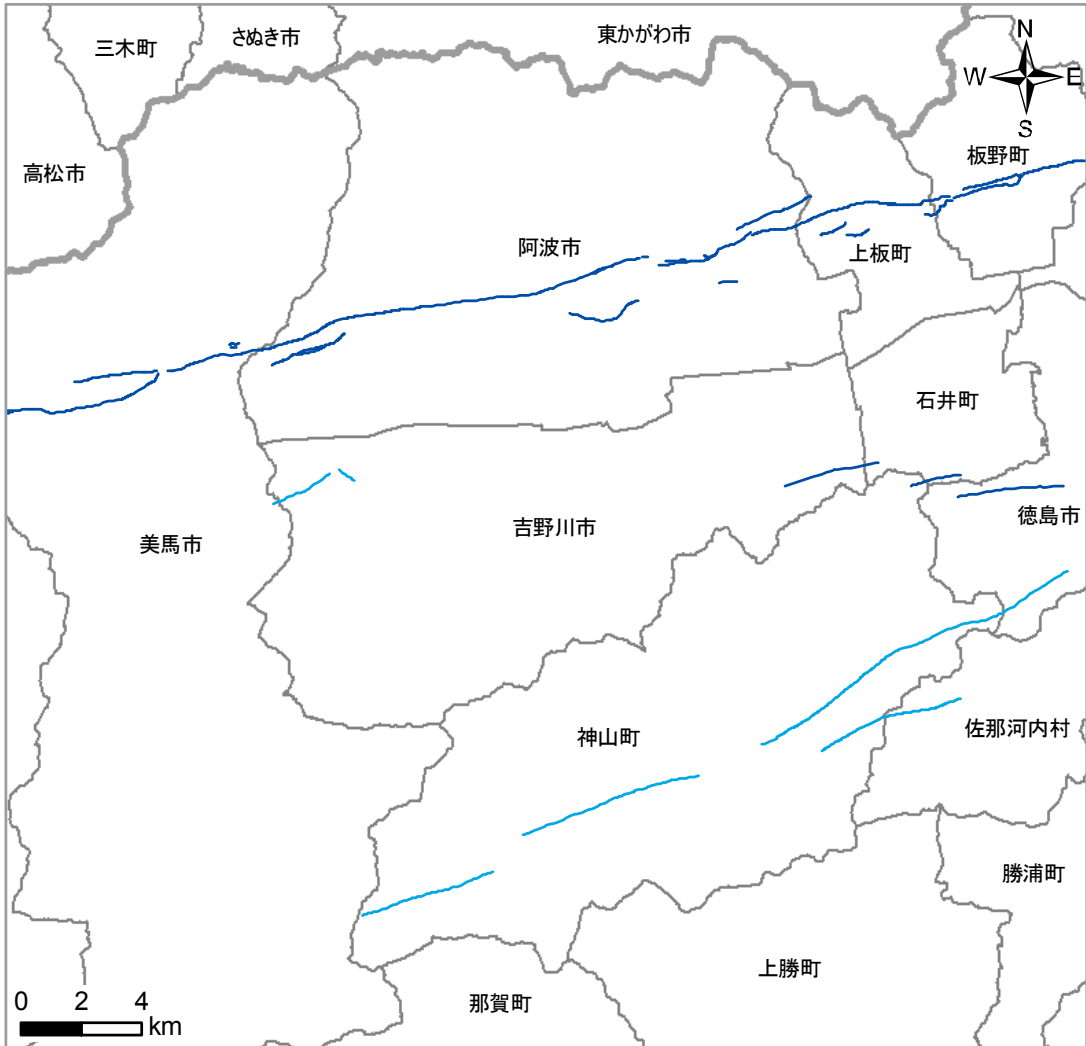 さぬき市
東かがわ市
三木町
N
W
E
S
高松市
板野町
阿波市
上板町
石井町
徳島市
吉野川市
美馬市
神山町
佐那河内村
勝浦町
上勝町
那賀町
0 2 4
km